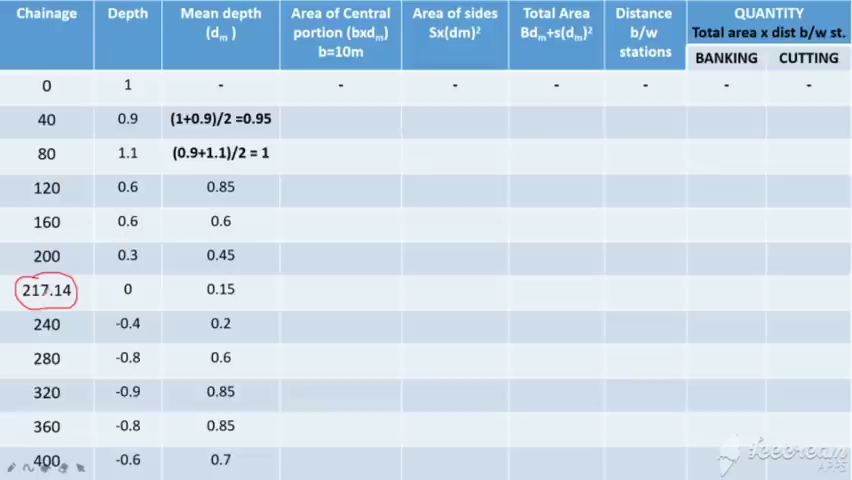 Chainage Depth Mean depth (dm ) Area of Central portion (bxdm) b=10m Area of sides Sx(dm)2 Total Area Bdm+s(dm)2 Distance b/w stations QUANTITY Total area x dist b/w st.
BANKING CUTTING
0 1 - - - - - - -
40 0.9 (1+0.9)/2 =0.95
80 1.1 (0.9+1.1)/2 = 1
120 0.6 0.85
160 0.6 0.6
200 0.3 0.45
217.14 0 0.15
240 -0.4 0.2
280 -0.8 0.6
320 -0.9 0.85
360 -0.8 0.85
400 -0.6 0.7
icecream
APPS